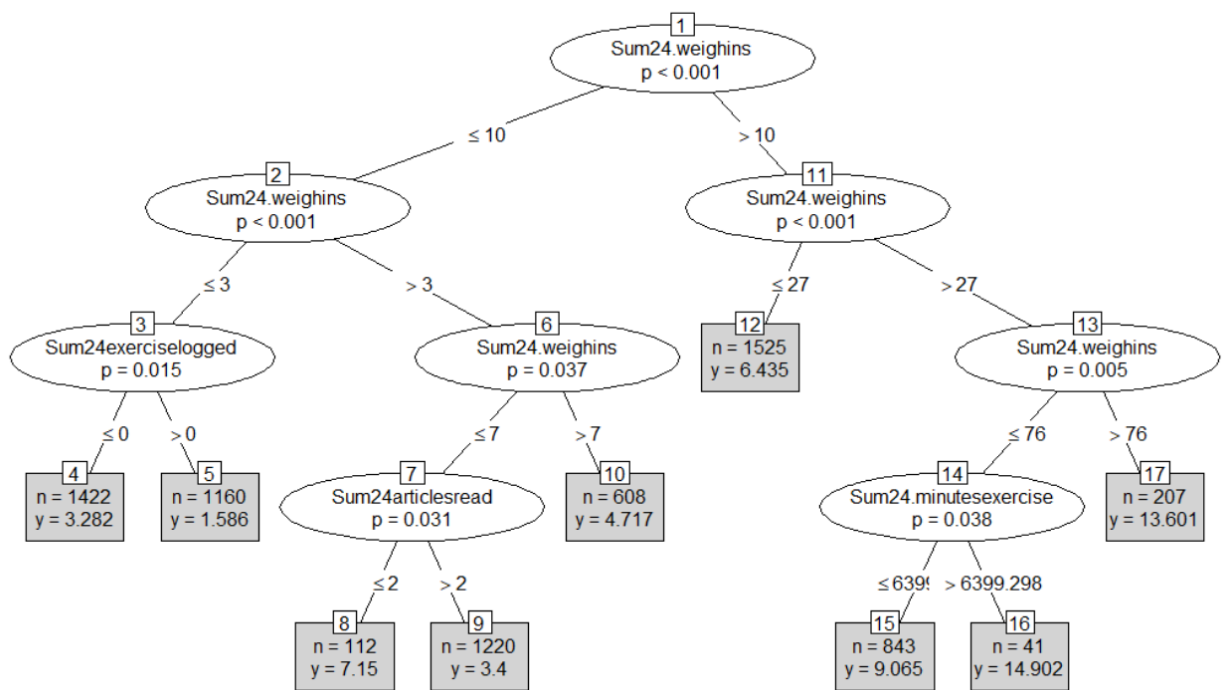 1
Sum24.weighins
p < 0.001
≤ 10
> 10
2
Sum24.weighins
p < 0.001
11
Sum24.weighins
p < 0.001
≤ 3
> 3
≤ 27
> 27
3
Sum24exerciselogged
p = 0.015
6
Sum24.weighins
p = 0.037
12
n = 1525
y = 6.435
13
Sum24.weighins
p = 0.005
≤ 0
> 0
≤ 7
> 7
≤ 76
> 76
4
n = 1422
y = 3.282
5
n = 1160
y = 1.586
7
Sum24articlesread
p = 0.031
10
n = 608
y = 4.717
14
Sum24.minutesexercise
p = 0.038
17
n = 207
y = 13.601
≤ 2
> 2
≤ 6399
> 6399.298
8
n = 112
y = 7.15
9
n = 1220
y = 3.4
15
n = 843
y = 9.065
16
n = 41
y = 14.902